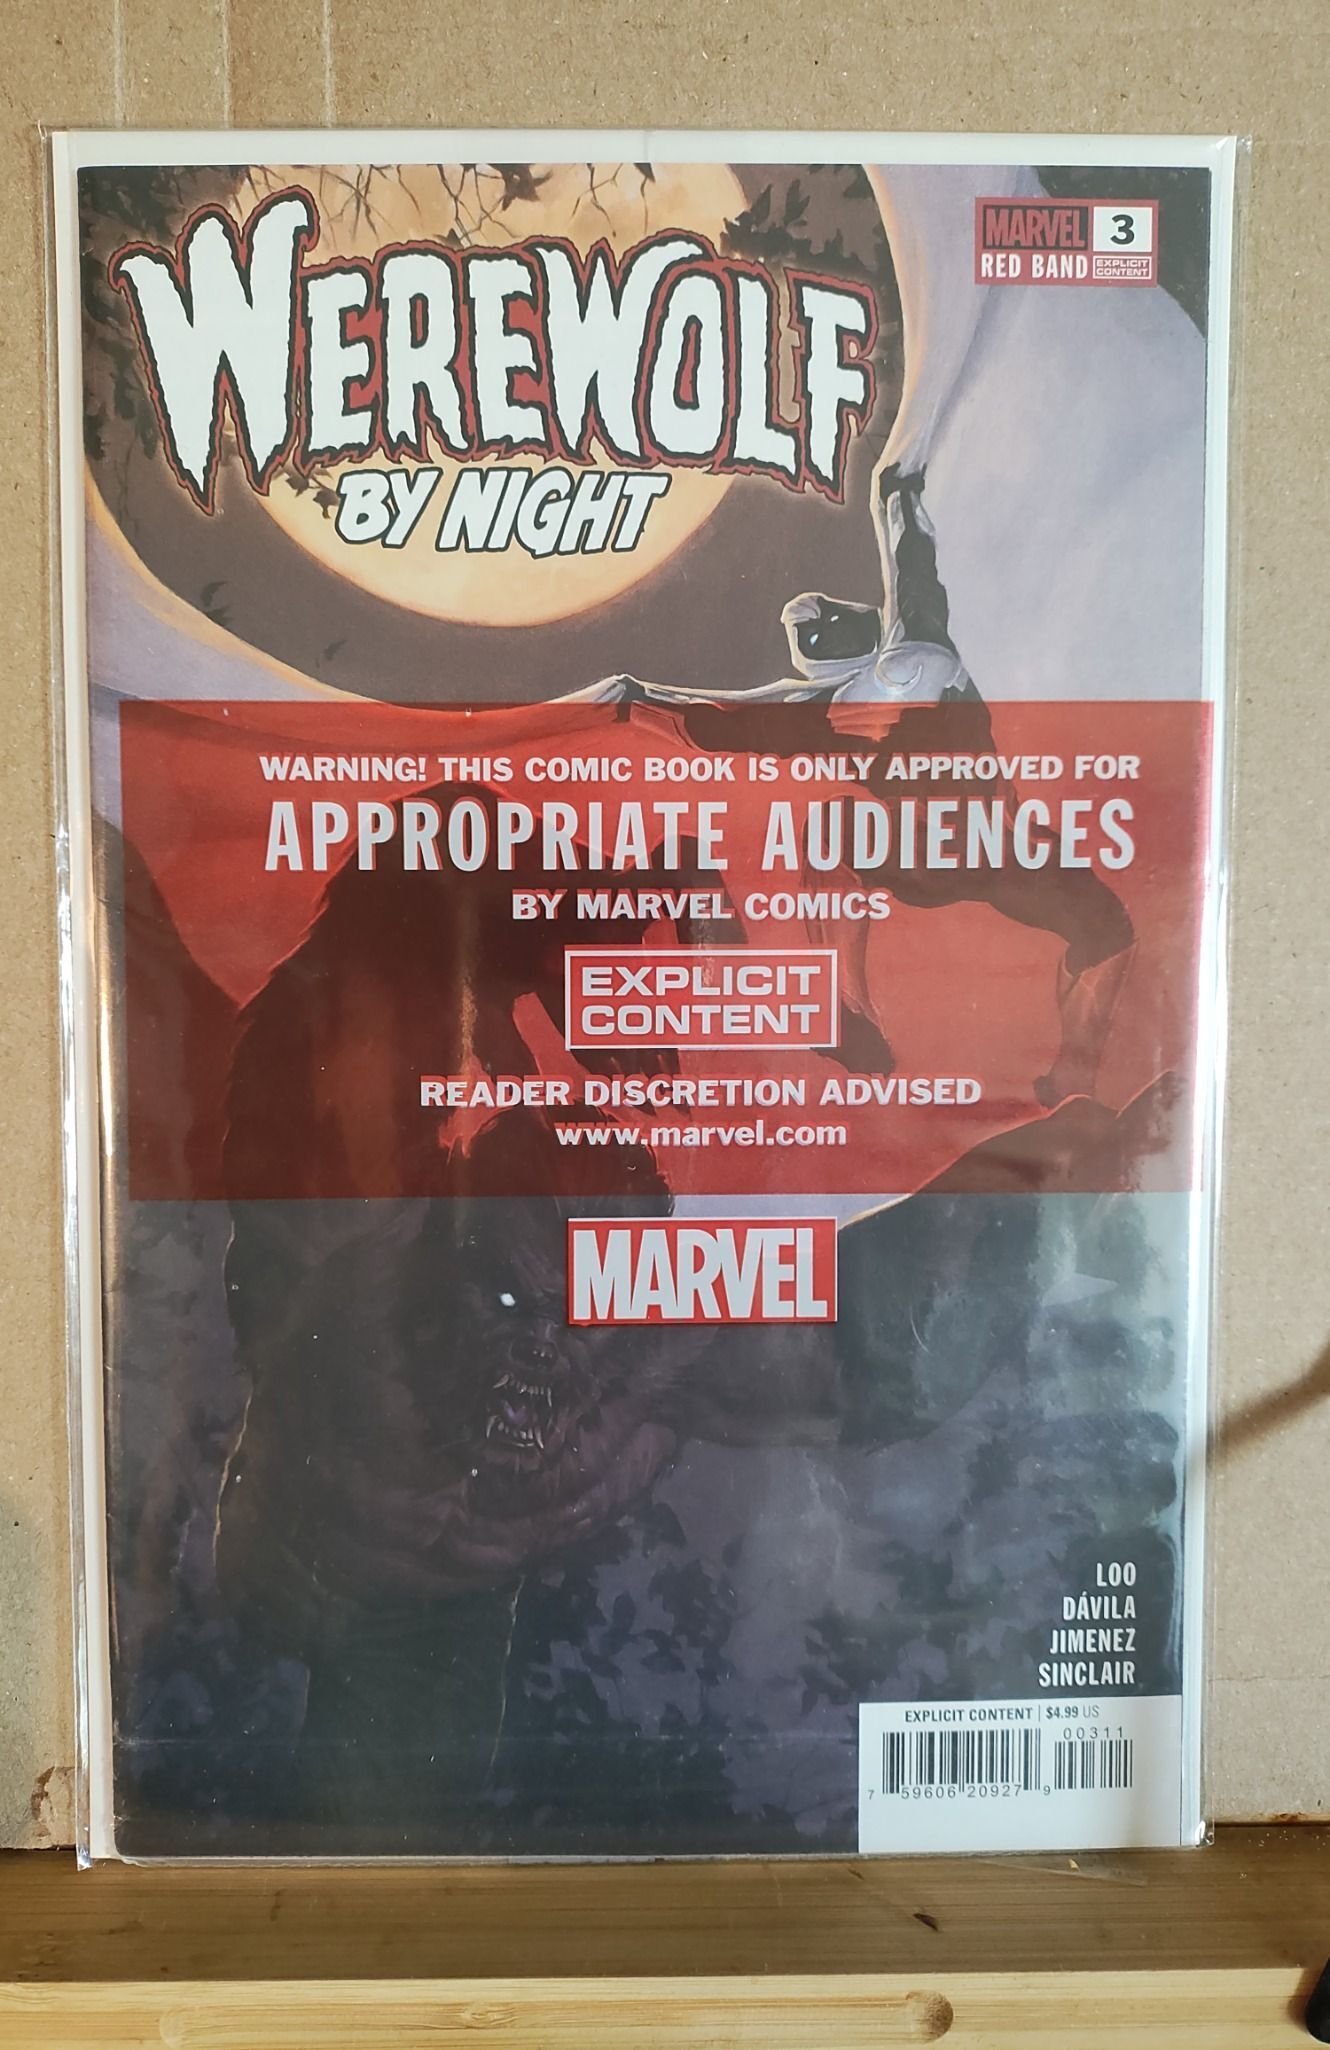 WEREWOLF
BY NIGHT
MARVEL 3
RED BAND EXPLICIT CONTENT
WARNING! THIS COMIC BOOK IS ONLY APPROVED FOR
APPROPRIATE AUDIENCES
BY MARVEL COMICS
EXPLICIT
CONTENT
READER DISCRETION ADVISED
www.marvel.com
MARVEL
LOO
DÁVILA
JIMENEZ
SINCLAIR
EXPLICIT CONTENT | $4.99 US
00311
7 59606 20927 9